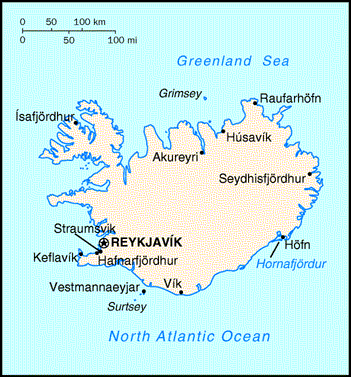 0 50 100 km
0 50 100 mi
Greenland Sea
Grimsey
Raufarhöfn
Ísafjördhur
Húsavík
Akureyri
Seydhisfjördhur
Straumsvik
REYKJAVÍK
Höfn
Keflavík
Hafnarfjördhur
Hornafjördur
Vestmannaeyjar
Vík
Surtsey
North Atlantic Ocean